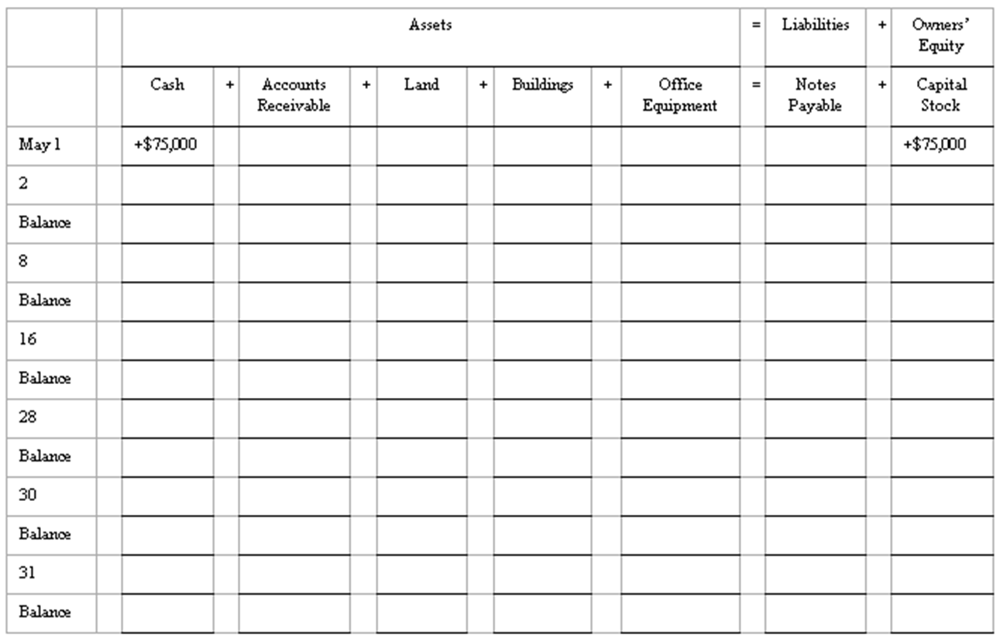 Assets = Liabilities + Owners’
Equity
Cash + Accounts + Land + Buildings + Office = Notes + Capital
Receivable Equipment Payable Stock
May 1 +$75,000 +$75,000
2
Balance
8
Balance
16
Balance
28
Balance
30
Balance
31
Balance